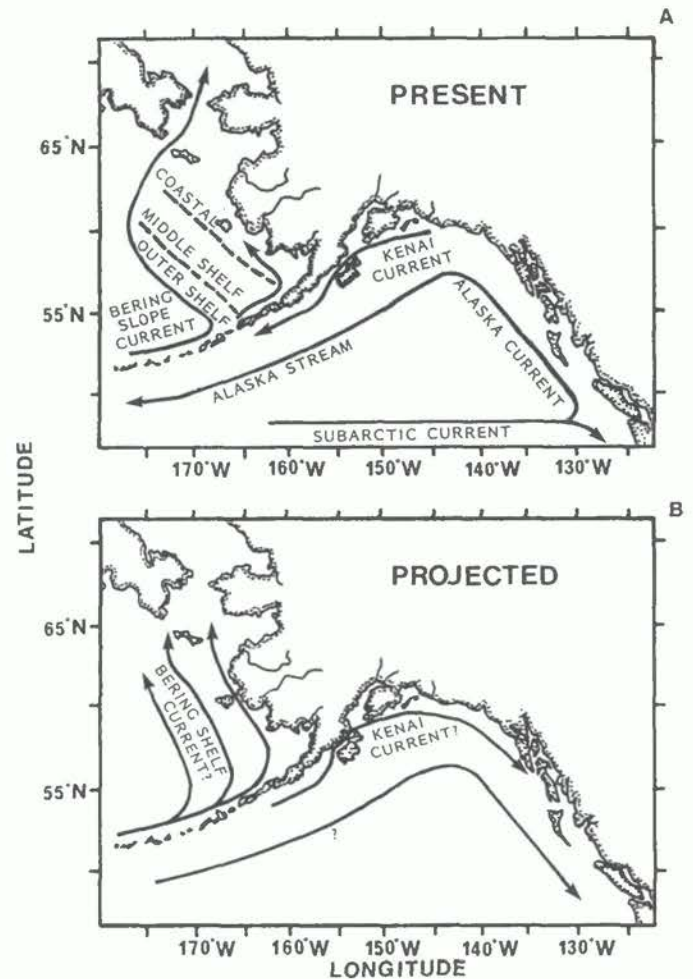 A
PRESENT
65°N
55°N
COASTAL
MIDDLE SHELF
OUTER SHELF
BERING
SLOPE
CURRENT
KENAI
CURRENT
ALASKA CURRENT
ALASKA STREAM
SUBARCTIC CURRENT
170°W 160°W 150°W 140°W 130°W
LATITUDE
B
PROJECTED
65°N
55°N
BERING SHELF
CURRENT?
KENAI
CURRENT?
?
170°W 160°W 150°W 140°W 130°W
LONGITUDE